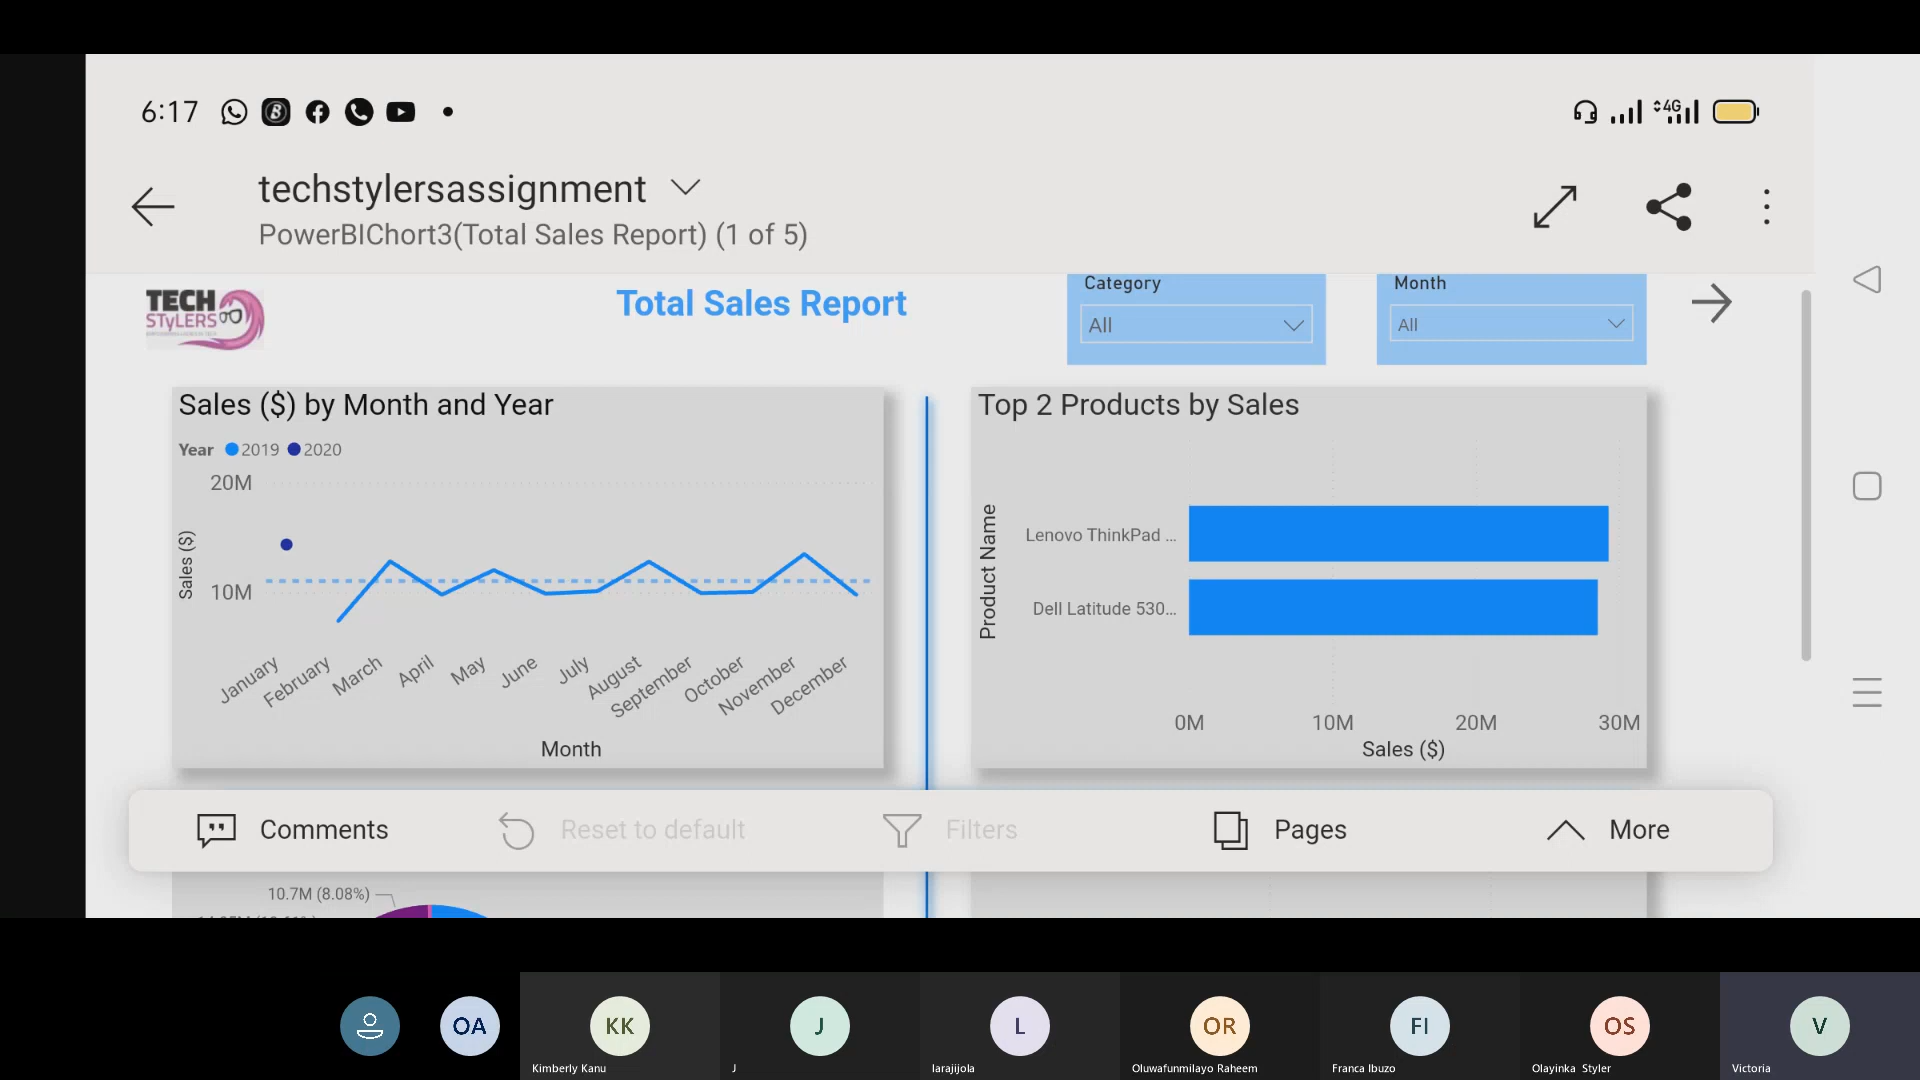 6:17
4G
techstylersassignment
PowerBIChort3(Total Sales Report) (1 of 5)
TECH
STyLERS
Total Sales Report
Category
All
Month
All
Sales ($) by Month and Year
Year 2019 2020
20M
10M
Sales ($)
January February March April May June July August September October November December
Month
Top 2 Products by Sales
Product Name
Lenovo ThinkPad ...
Dell Latitude 530...
0M 10M 20M 30M
Sales ($)
Comments
Reset to default
Filters
Pages
More
10.7M (8.08%)
OA
KK
J
L
OR
FI
OS
V
Kimberly Kanu
J
larajijola
Oluwafunmilayo Raheem
Franca Ibuzo
Olayinka Styler
Victoria